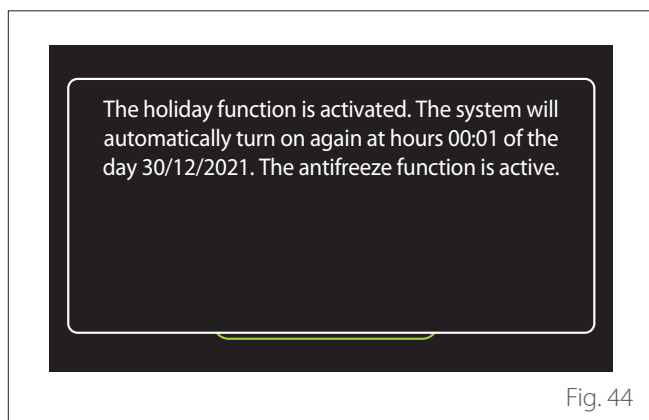 The holiday function is activated. The system will
automatically turn on again at hours 00:01 of the
day 30/12/2021. The antifreeze function is active.
Fig. 44